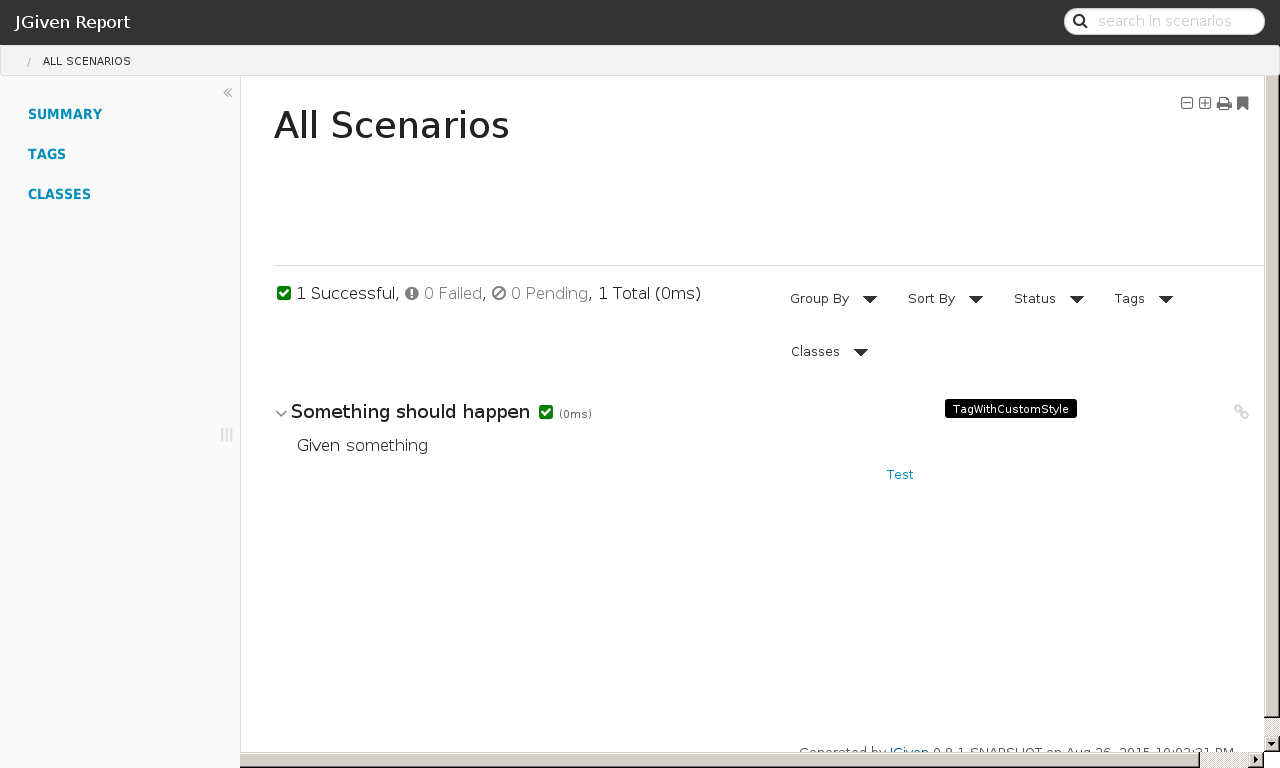 JGiven Report
search in scenarios
/ ALL SCENARIOS
SUMMARY
TAGS
CLASSES
All Scenarios
1 Successful, 0 Failed, 0 Pending, 1 Total (0ms)
Group By
Sort By
Status
Tags
Classes
Something should happen (0ms)
TagWithCustomStyle
Given something
Test
Generated by JGiven 0.8.1-SNAPSHOT on Aug 26, 2015 10:03:31 PM